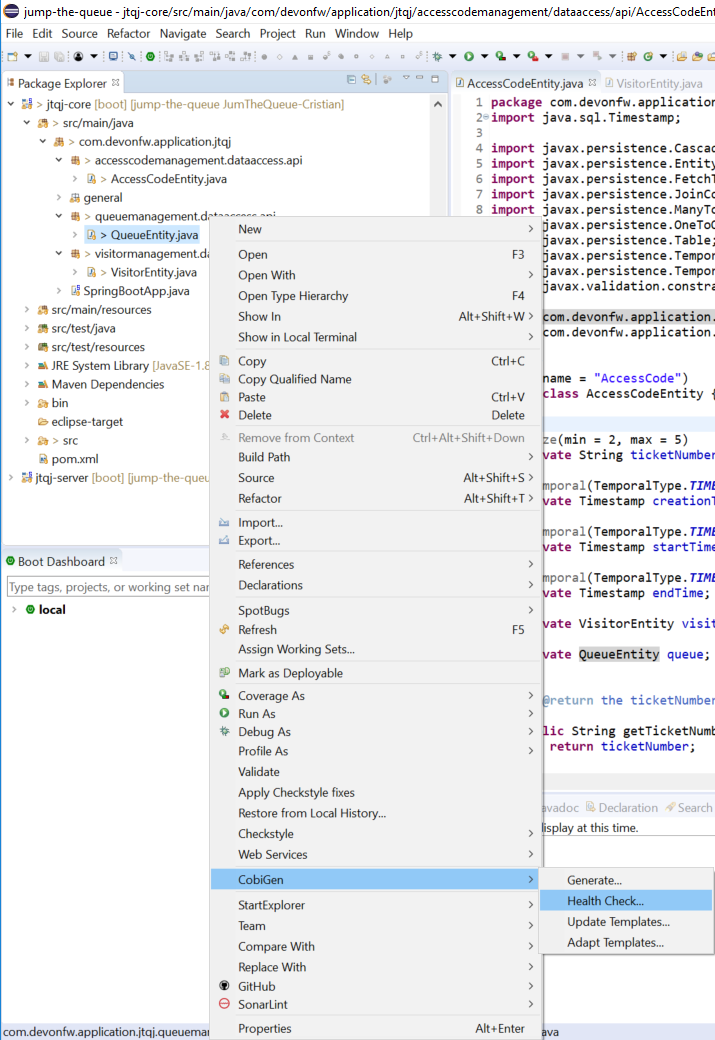 jump-the-queue - jtqj-core/src/main/java/com/devonfw/application/jtqj/accesscodemanagement/dataaccess/api/AccessCodeEnt
File Edit Source Refactor Navigate Search Project Run Window Help
Package Explorer
> jtqj-core [boot] [jump-the-queue JumTheQueue-Cristian]
> src/main/java
> com.devonfw.application.jtqj
> accesscodemanagement.dataaccess.api
> AccessCodeEntity.java
general
> queuemanagement.dataaccess.api
> QueueEntity.java
> visitormanagement.da
> VisitorEntity.java
> SpringBootApp.java
src/main/resources
src/test/java
src/test/resources
JRE System Library [JavaSE-1.8
Maven Dependencies
> bin
eclipse-target
> src
pom.xml
jtqj-server [boot] [jump-the-queu
Boot Dashboard
Type tags, projects, or working set nam
local
AccessCodeEntity.java
VisitorEntity.java
1 package com.devonfw.application
2 import java.sql.Timestamp;
3
4 import javax.persistence.Cascad
5 import javax.persistence.Entity
6 import javax.persistence.FetchT
7 import javax.persistence.JoinCo
8 import javax.persistence.ManyTo
javax.persistence.OneToO
javax.persistence.Table;
javax.persistence.Tempor
javax.persistence.Tempor
javax.validation.constra
com.devonfw.application.
com.devonfw.application.
name = "AccessCode")
class AccessCodeEntity {
ze(min = 2, max = 5)
vate String ticketNumber
mporal(TemporalType.TIME
vate Timestamp creationT
mporal(TemporalType.TIME
vate Timestamp startTime
mporal(TemporalType.TIME
vate Timestamp endTime;
vate VisitorEntity visit
vate QueueEntity queue;
@return the ticketNumber
lic String getTicketNumb
return ticketNumber;
avadoc Declaration Search
isplay at this time.
New
Open F3
Open With
Open Type Hierarchy F4
Show In Alt+Shift+W
Show in Local Terminal
Copy Ctrl+C
Copy Qualified Name
Paste Ctrl+V
Delete Delete
Remove from Context Ctrl+Alt+Shift+Down
Build Path
Source Alt+Shift+S
Refactor Alt+Shift+T
Import...
Export...
References
Declarations
SpotBugs
Refresh F5
Assign Working Sets...
Mark as Deployable
Coverage As
Run As
Debug As
Profile As
Validate
Apply Checkstyle fixes
Restore from Local History...
Checkstyle
Web Services
CobiGen
StartExplorer
Team
Compare With
Replace With
GitHub
SonarLint
Properties Alt+Enter
Generate...
Health Check...
Update Templates...
Adapt Templates...
com.devonfw.application.jtqj.queuemar
ava